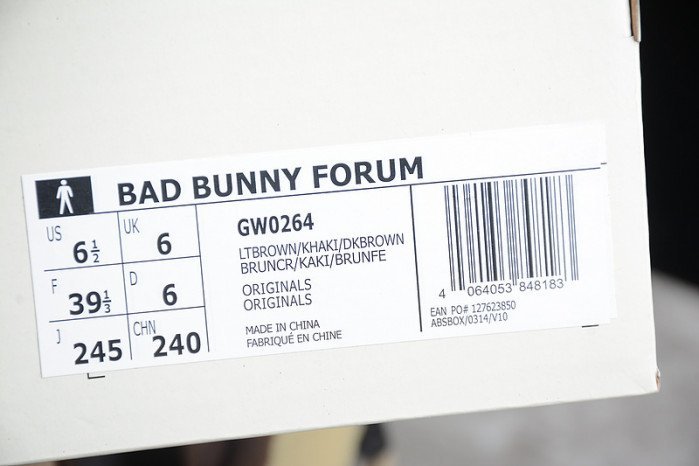 BAD BUNNY FORUM
US 6½ UK 6
F 39⅓ D 6
J 245 CHN 240
GW0264
LTBROWN/KHAKI/DKBROWN
BRUNCR/KAKI/BRUNFE
ORIGINALS
ORIGINALS
MADE IN CHINA
FABRIQUÉ EN CHINE
4 064053 848183
EAN PO# 127623850
ABSBOX/0314/V10